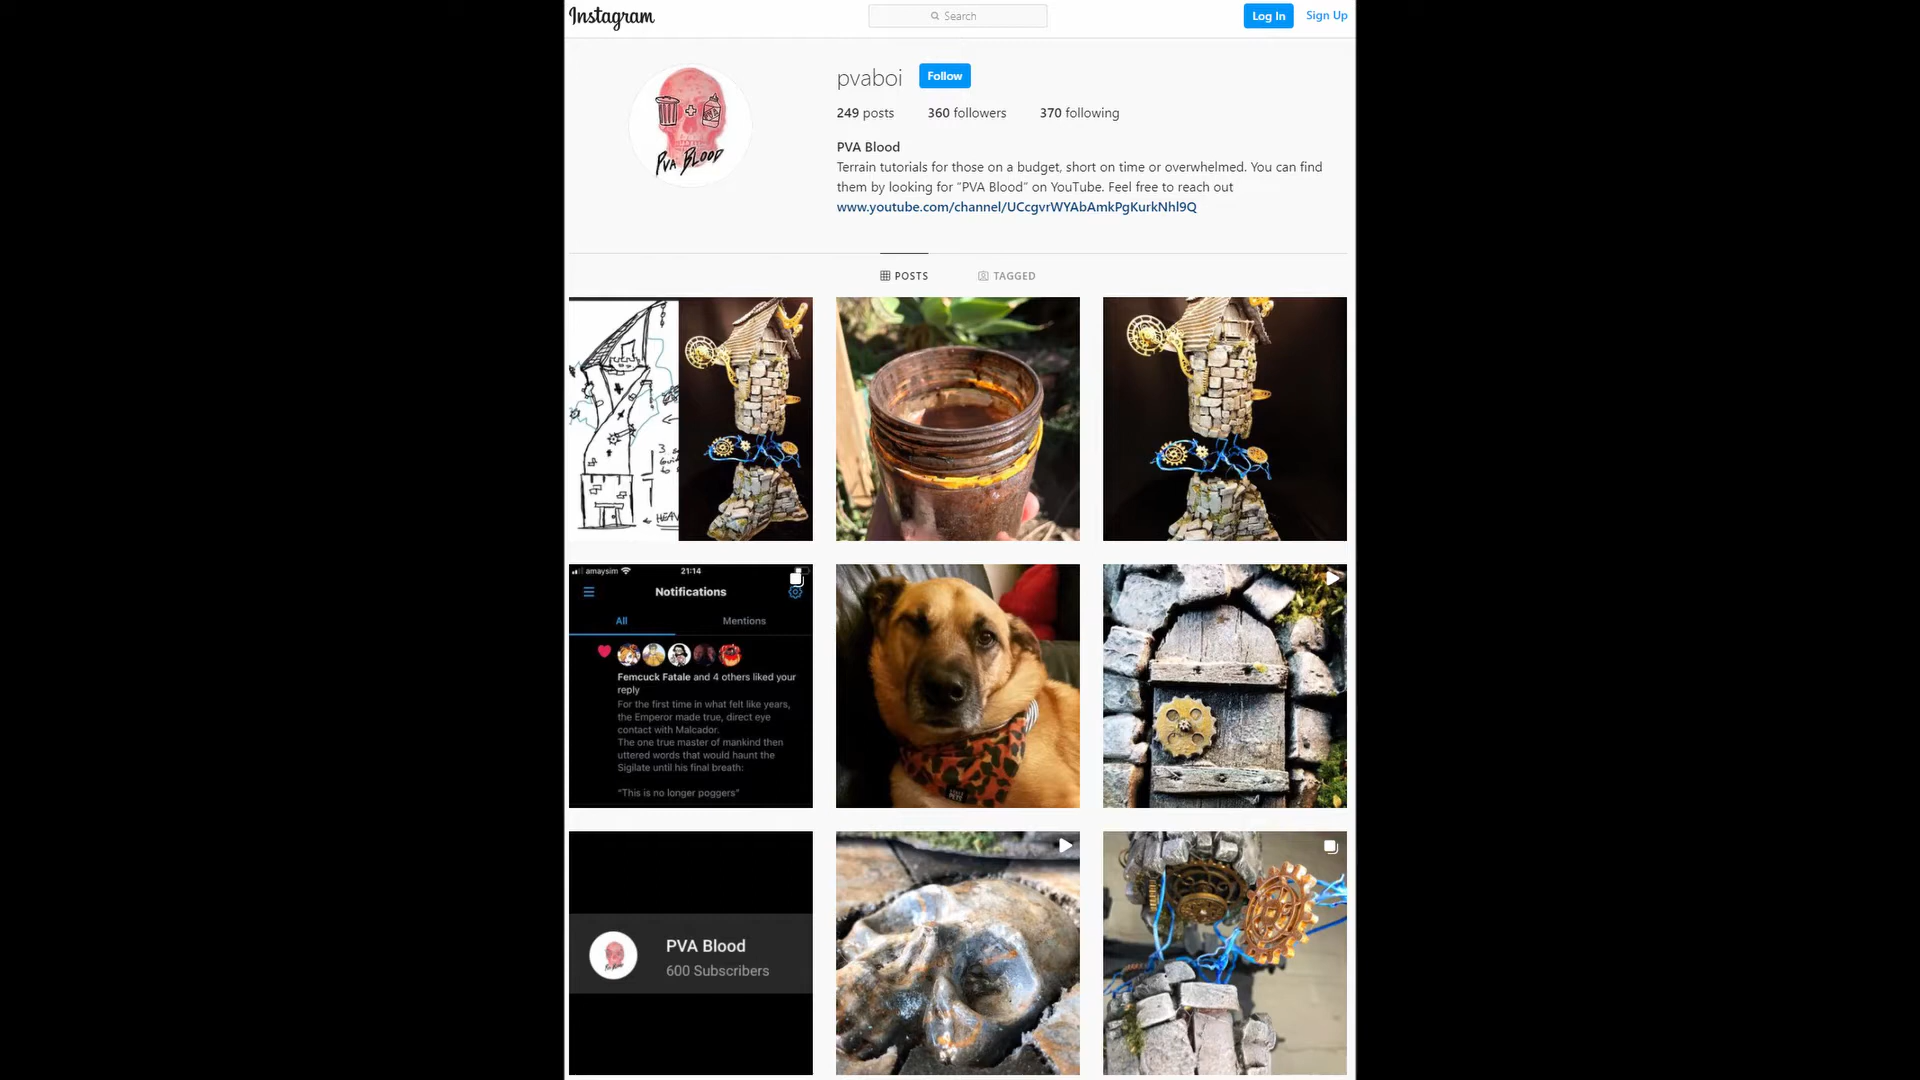 Instagram
Search
Log In
Sign Up
PVA BLOOD
pvaboi
Follow
249 posts
360 followers
370 following
PVA Blood
Terrain tutorials for those on a budget, short on time or overwhelmed. You can find
them by looking for “PVA Blood” on YouTube. Feel free to reach out
www.youtube.com/channel/UCcgvrWYAbAmkPgKurkNhl9Q
POSTS
TAGGED
amaysim
21:14
Notifications
All
Mentions
Femcuck Fatale and 4 others liked your
reply
For the first time in what felt like years,
the Emperor made true, direct eye
contact with Malcador.
The one true master of mankind then
uttered words that would haunt the
Sigilate until his final breath:
“This is no longer poggers”
PVA Blood
600 Subscribers